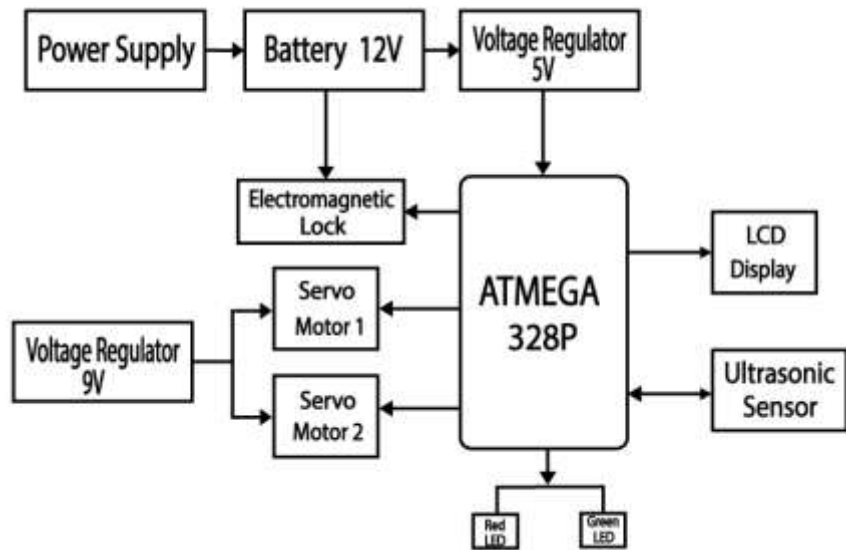 Power Supply
Battery 12V
Voltage Regulator
5V
Electromagnetic
Lock
ATMEGA
328P
LCD
Display
Servo
Motor 1
Voltage Regulator
9V
Servo
Motor 2
Ultrasonic
Sensor
Red
LED
Green
LED